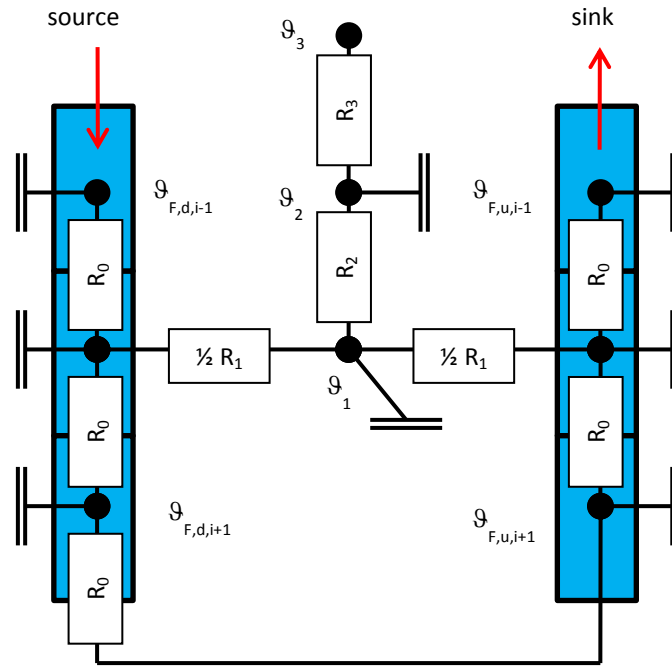 source
sink
ϑ3
R3
ϑF,d,i-1
ϑ2
ϑF,u,i-1
R0
R2
R0
½ R1
½ R1
ϑ1
R0
R0
ϑF,d,i+1
ϑF,u,i+1
R0